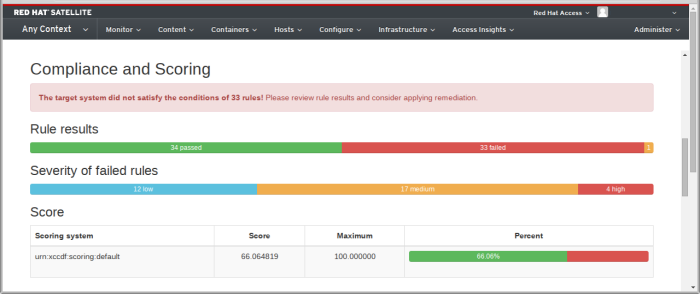 RED HAT SATELLITE Red Hat Access
Any Context Monitor Content Containers Hosts Configure Infrastructure Access Insights Administer
Compliance and Scoring
The target system did not satisfy the conditions of 33 rules! Please review rule results and consider applying remediation.
Rule results
34 passed 33 failed 1
Severity of failed rules
12 low 17 medium 4 high
Score
Scoring system Score Maximum Percent
urn:xccdf:scoring:default 66.064819 100.000000 66.06%